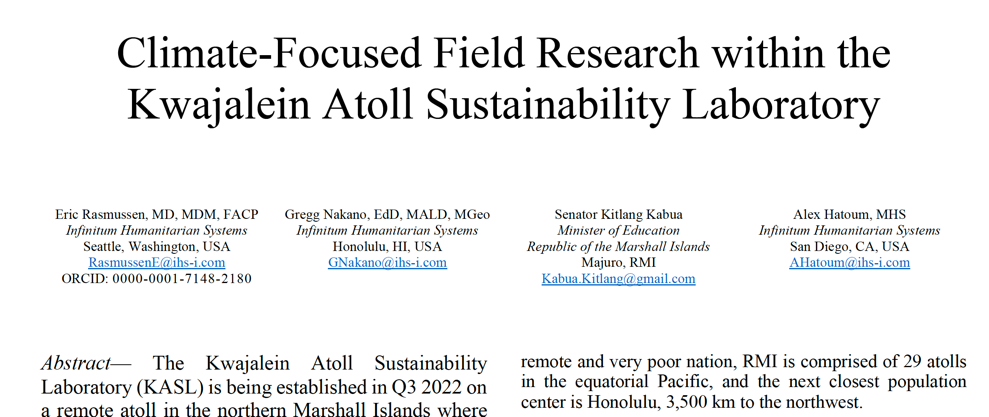 Climate-Focused Field Research within the
Kwajalein Atoll Sustainability Laboratory
Eric Rasmussen, MD, MDM, FACP
Infinitum Humanitarian Systems
Seattle, Washington, USA
RasmussenE@ihs-i.com
ORCID: 0000-0001-7148-2180
Gregg Nakano, EdD, MALD, MGeo
Infinitum Humanitarian Systems
Honolulu, HI, USA
GNakano@ihs-i.com
Senator Kitlang Kabua
Minister of Education
Republic of the Marshall Islands
Majuro, RMI
Kabua.Kitlang@gmail.com
Alex Hatoum, MHS
Infinitum Humanitarian Systems
San Diego, CA, USA
AHatoum@ihs-i.com
Abstract— The Kwajalein Atoll Sustainability
Laboratory (KASL) is being established in Q3 2022 on
a remote atoll in the northern Marshall Islands where
remote and very poor nation, RMI is comprised of 29 atolls
in the equatorial Pacific, and the next closest population
center is Honolulu, 3,500 km to the northwest.